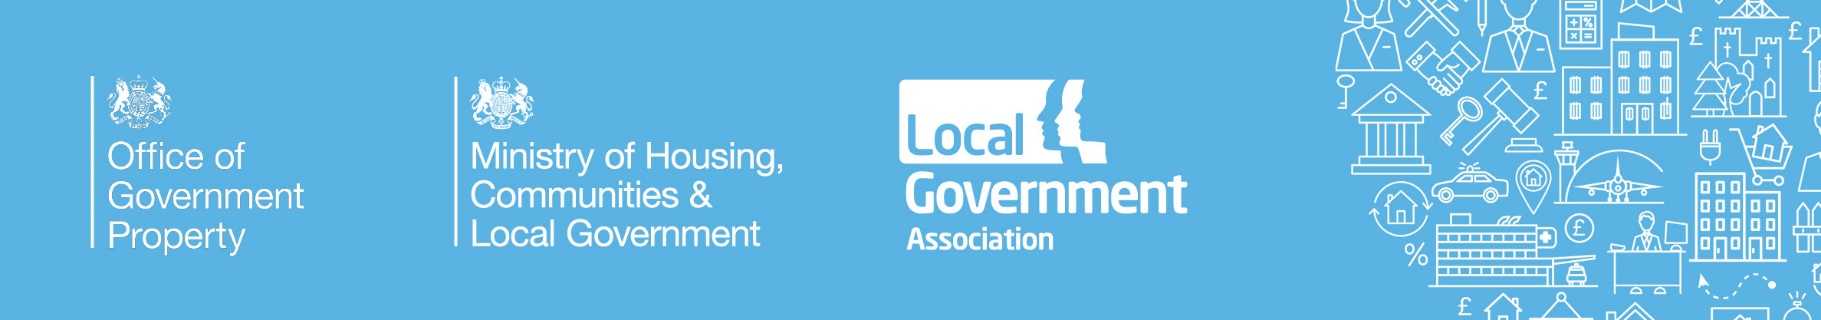 Office of
Government
Property
Ministry of Housing,
Communities &
Local Government
Local
Government
Association
£
£
£
£
%
£